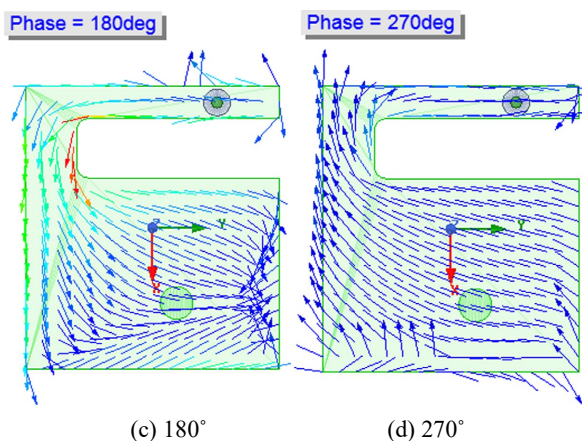 Phase = 180deg
Phase = 270deg
Z
Y
X
Z
Y
X
(c) 180˚
(d) 270˚